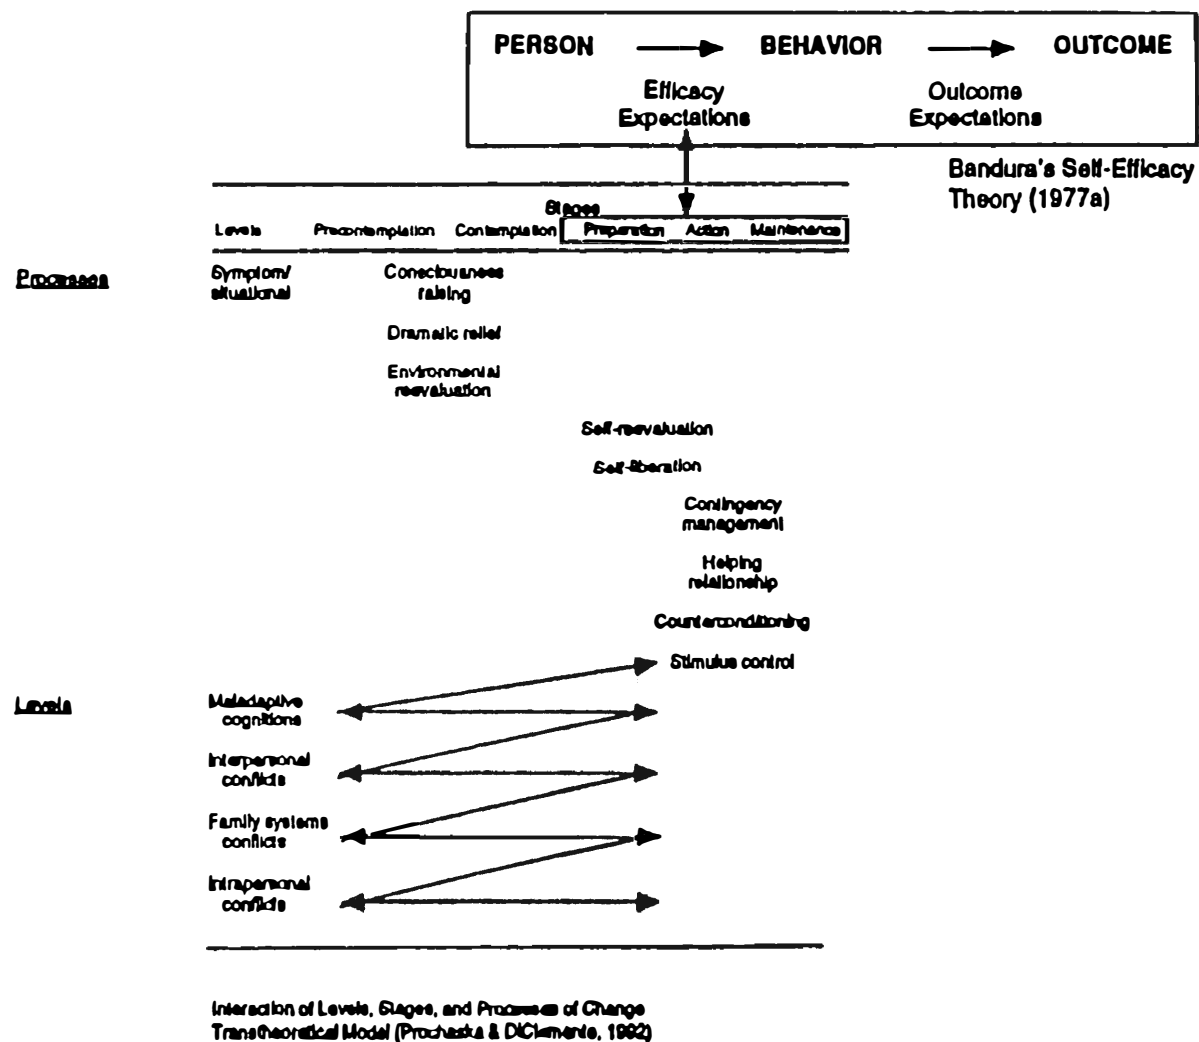 PERSON BEHAVIOR OUTCOME
Efficacy Outcome
Expectations Expectations
Bandura's Self-Efficacy
Theory (1977a)
Stages
Levels Precontemplation Contemplation Preparation Action Maintenance
Processes
Symptom/ Consciousness
situational raising
Dramatic relief
Environmental
reevaluation
Self-reevaluation
Self-liberation
Contingency
management
Helping
relationship
Counterconditioning
Stimulus control
Levels
Maladaptive
cognitions
Interpersonal
conflicts
Family systems
conflicts
Intrapersonal
conflicts
Interaction of Levels, Stages, and Processes of Change
Transtheoretical Model (Prochaska & DiClemente, 1992)